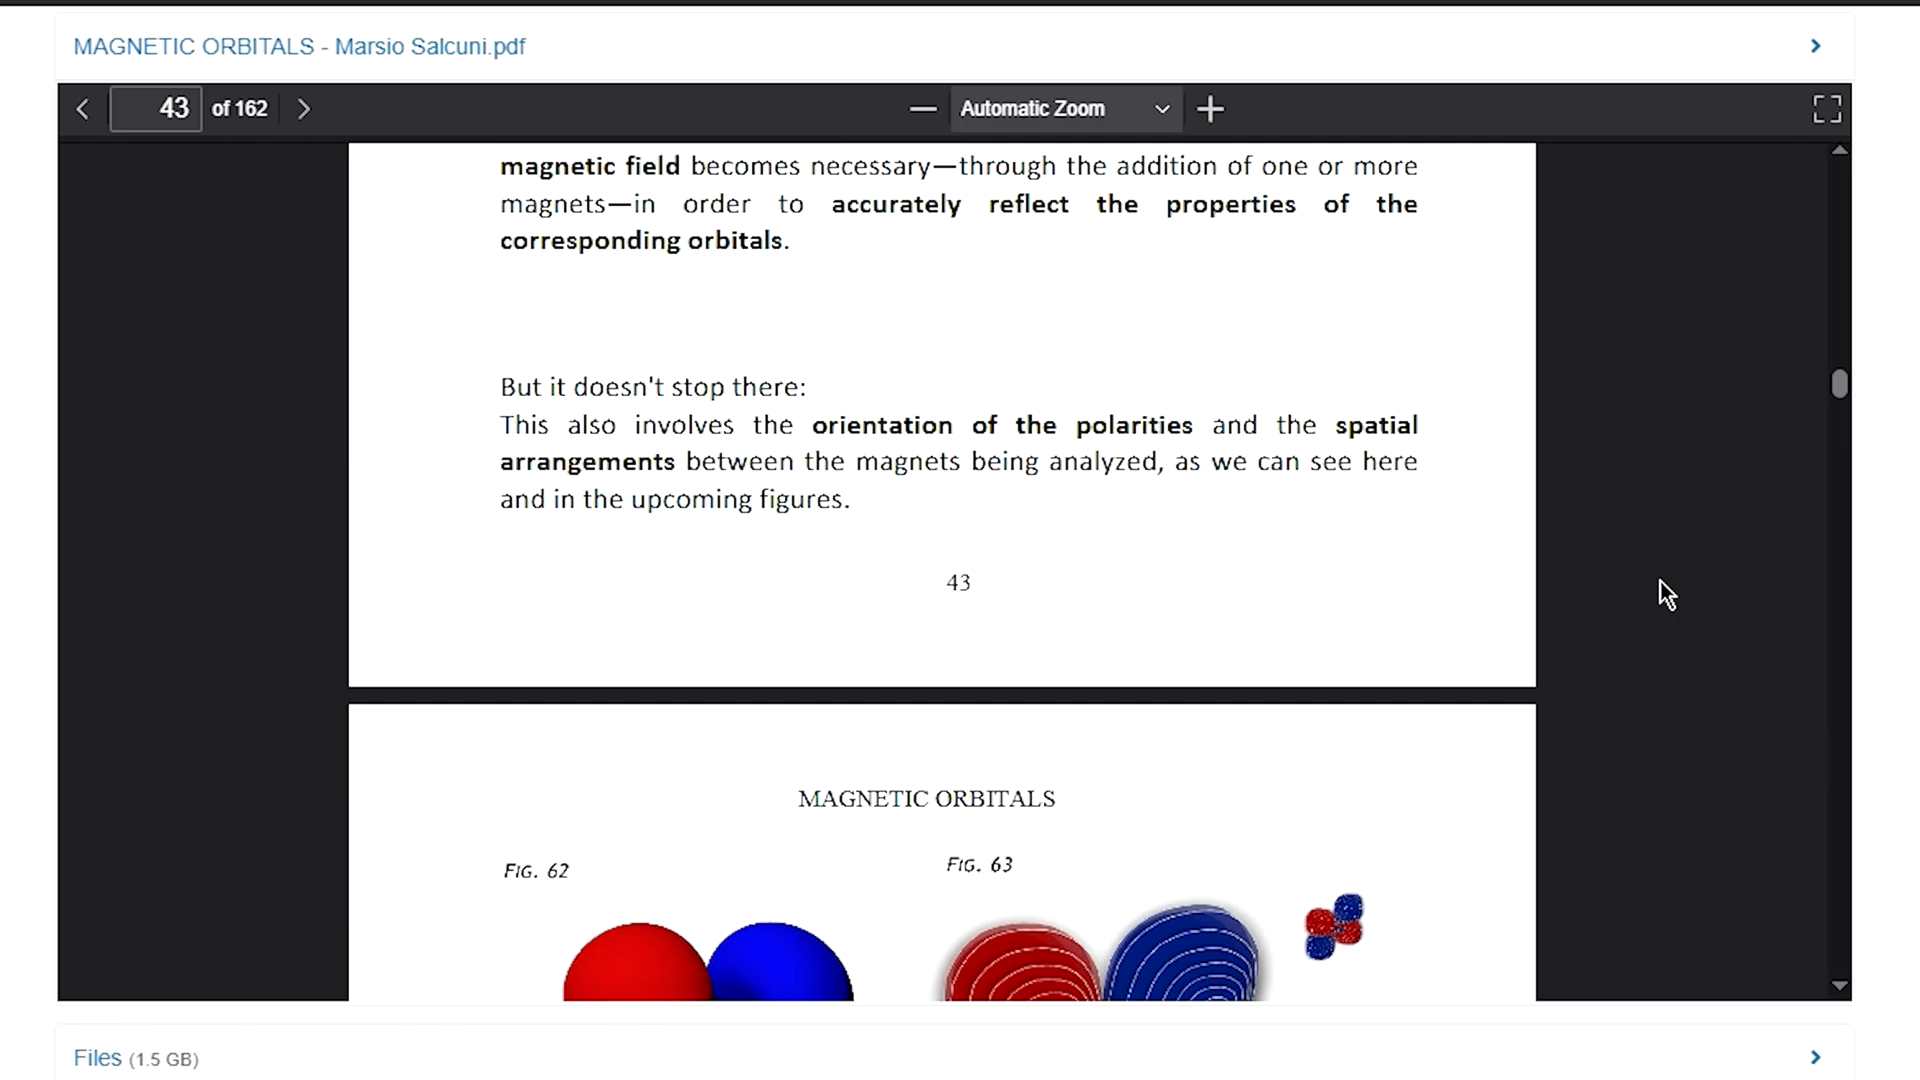 MAGNETIC ORBITALS - Marsio Salcuni.pdf
43 of 162 Automatic Zoom
magnetic field becomes necessary—through the addition of one or more
magnets—in order to accurately reflect the properties of the
corresponding orbitals.
But it doesn't stop there:
This also involves the orientation of the polarities and the spatial
arrangements between the magnets being analyzed, as we can see here
and in the upcoming figures.
43
MAGNETIC ORBITALS
FIG. 62
FIG. 63
Files (1.5 GB)